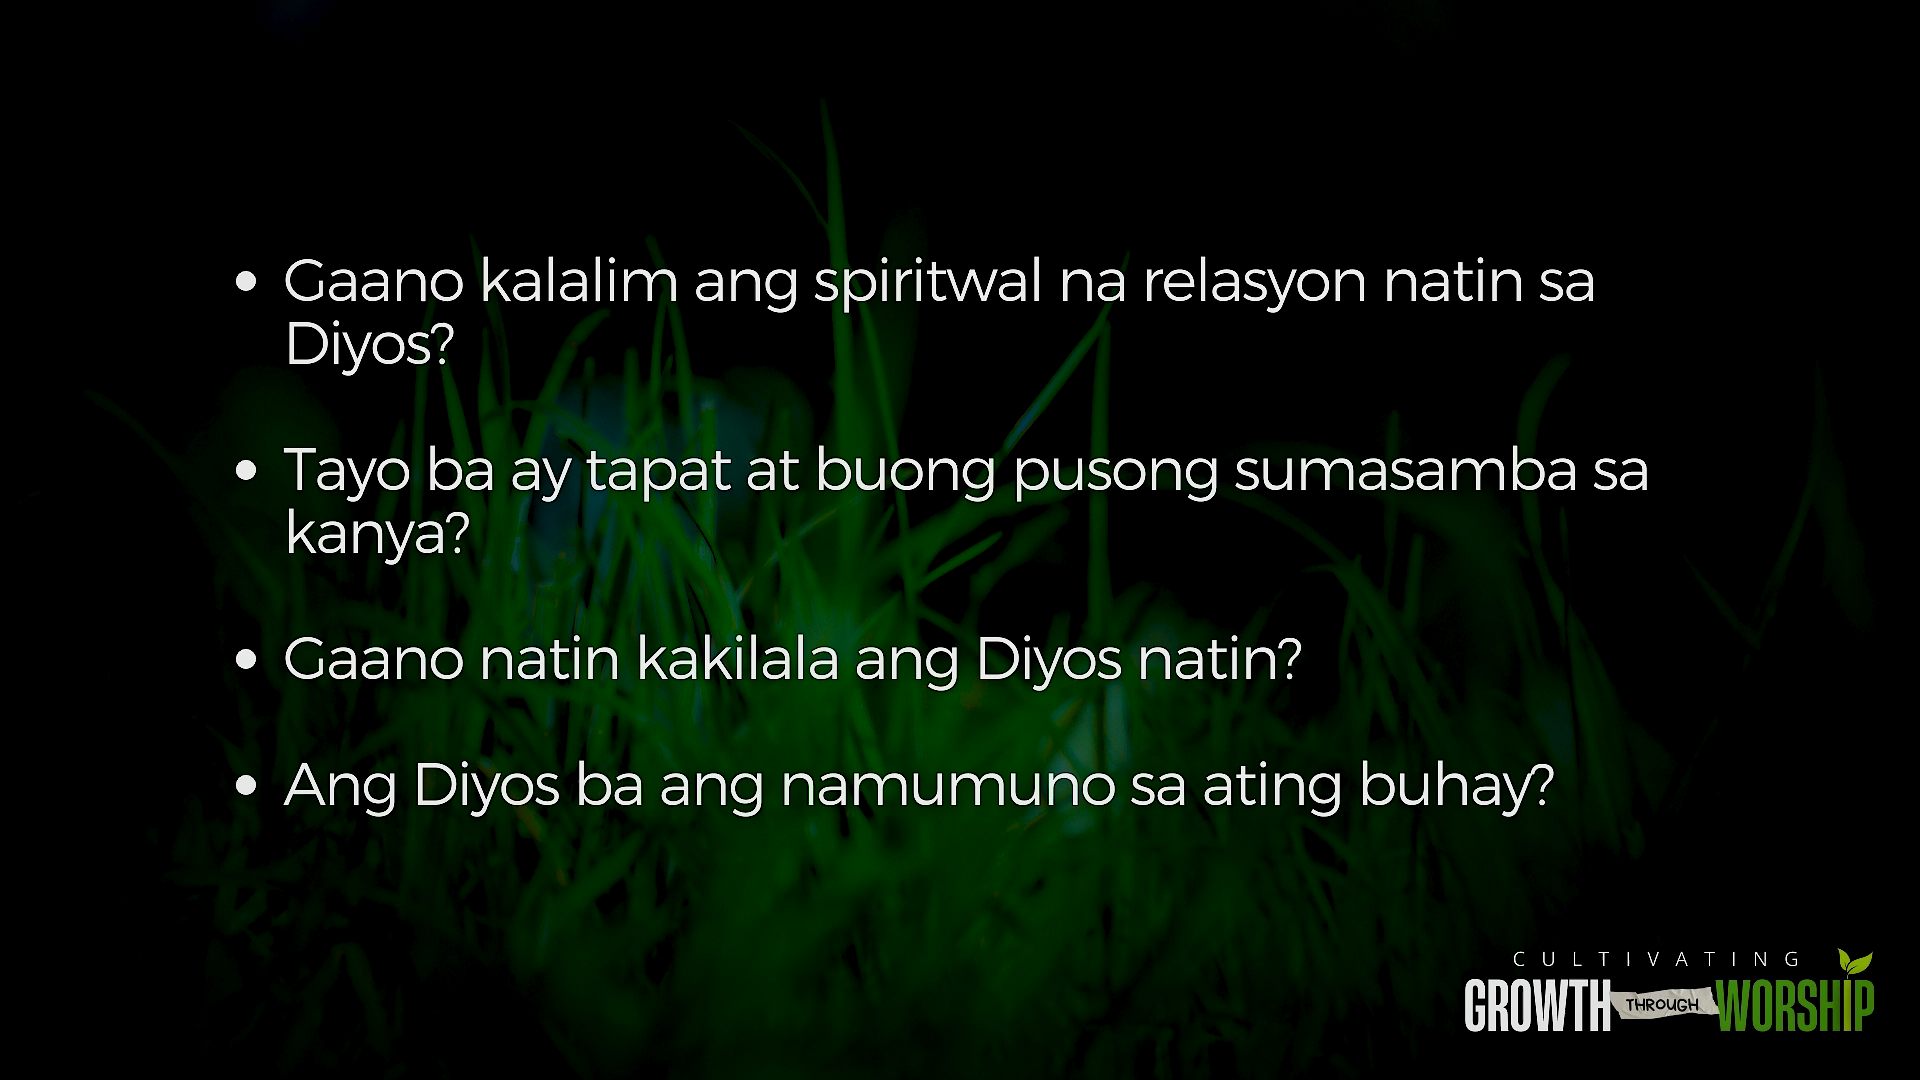 • Gaano kalalim ang spiritwal na relasyon natin sa
Diyos?
• Tayo ba ay tapat at buong pusong sumasamba sa
kanya?
• Gaano natin kakilala ang Diyos natin?
• Ang Diyos ba ang namumuno sa ating buhay?
CULTIVATING
GROWTH THROUGH WORSHIP